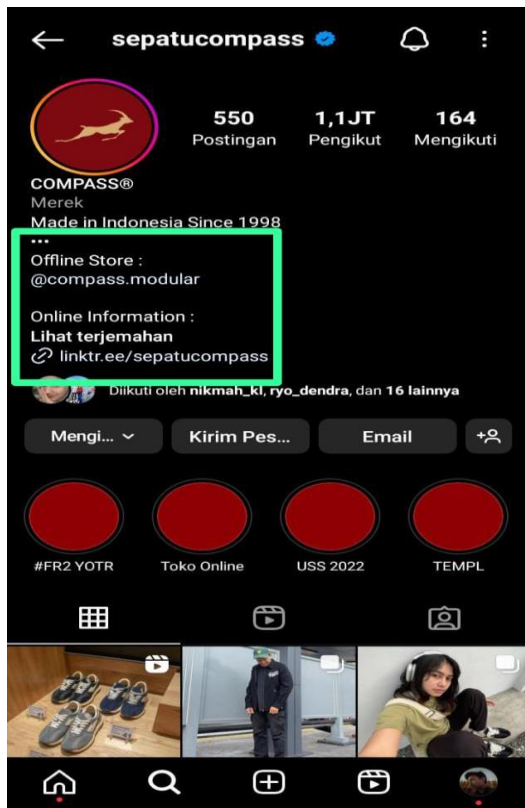 sepatucompass
550
1,1JT
164
Postingan
Pengikut
Mengikuti
COMPASS®
Merek
Made in Indonesia Since 1998
...
Offline Store :
@compass.modular
Online Information :
Lihat terjemahan
linktr.ee/sepatucompass
Diikuti oleh nikmah_kl, ryo_dendra, dan 16 lainnya
Mengi...
Kirim Pes...
Email
#FR2 YOTR
Toko Online
USS 2022
TEMPL